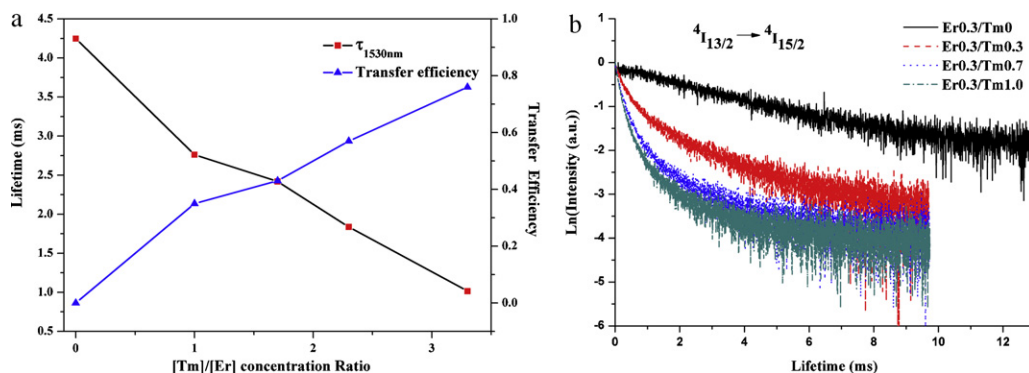 a
4.5
4.0
3.5
3.0
2.5
2.0
1.5
1.0
0.5
Lifetime (ms)
τ1530nm
Transfer efficiency
1.0
0.8
0.6
0.4
0.2
0.0
Transfer Efficiency
0 1 2 3
[Tm]/[Er] concentration Ratio
b
4I13/2 → 4I15/2
Er0.3/Tm0
Er0.3/Tm0.3
Er0.3/Tm0.7
Er0.3/Tm1.0
0
-1
-2
-3
-4
-5
-6
Ln(Intensity (a.u.))
0 2 4 6 8 10 12
Lifetime (ms)